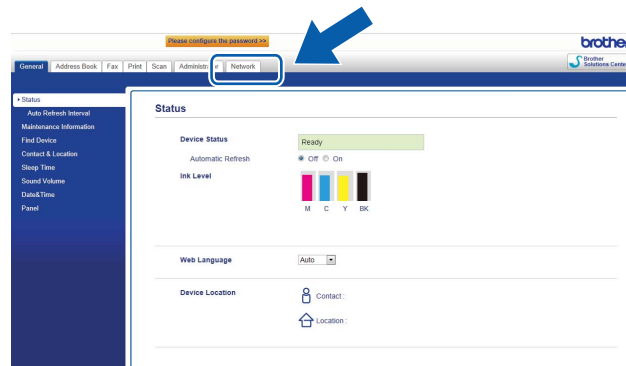 Please configure the password >>
brother
General Address Book Fax Print Scan Administrator Network
Brother
Solutions Center
Status
Auto Refresh Interval
Maintenance Information
Find Device
Contact & Location
Sleep Time
Sound Volume
Date&Time
Panel
Status
Device Status
Ready
Automatic Refresh
Off On
Ink Level
M C Y BK
Web Language
Auto
Device Location
Contact :
Location :